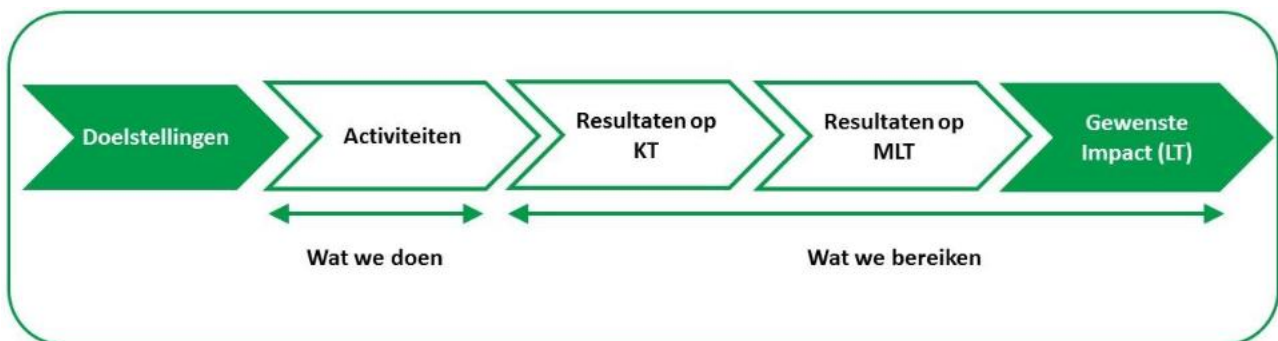 Doelstellingen
Activiteiten
Resultaten op
KT
Resultaten op
MLT
Gewenste
Impact (LT)
Wat we doen
Wat we bereiken